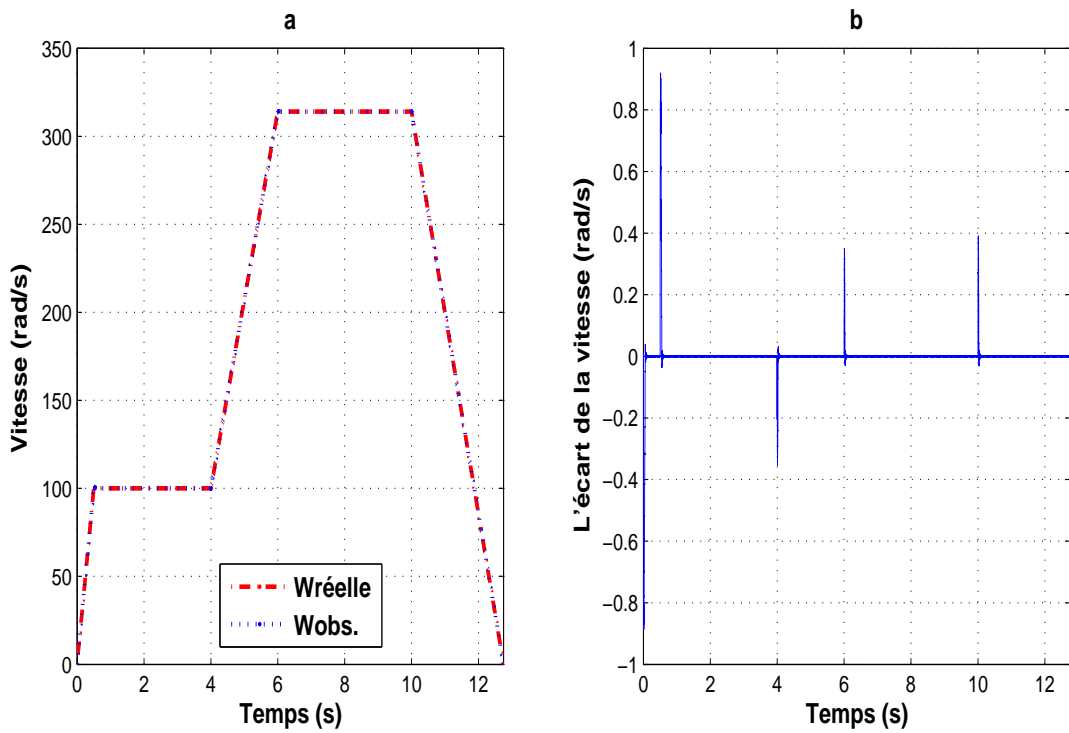 a
350
300
250
200
150
100
50
0
0 2 4 6 8 10 12
Vitesse (rad/s)
Temps (s)
Wréelle
Wobs.
b
1
0.8
0.6
0.4
0.2
0
−0.2
−0.4
−0.6
−0.8
−1
0 2 4 6 8 10 12
L'écart de la vitesse (rad/s)
Temps (s)